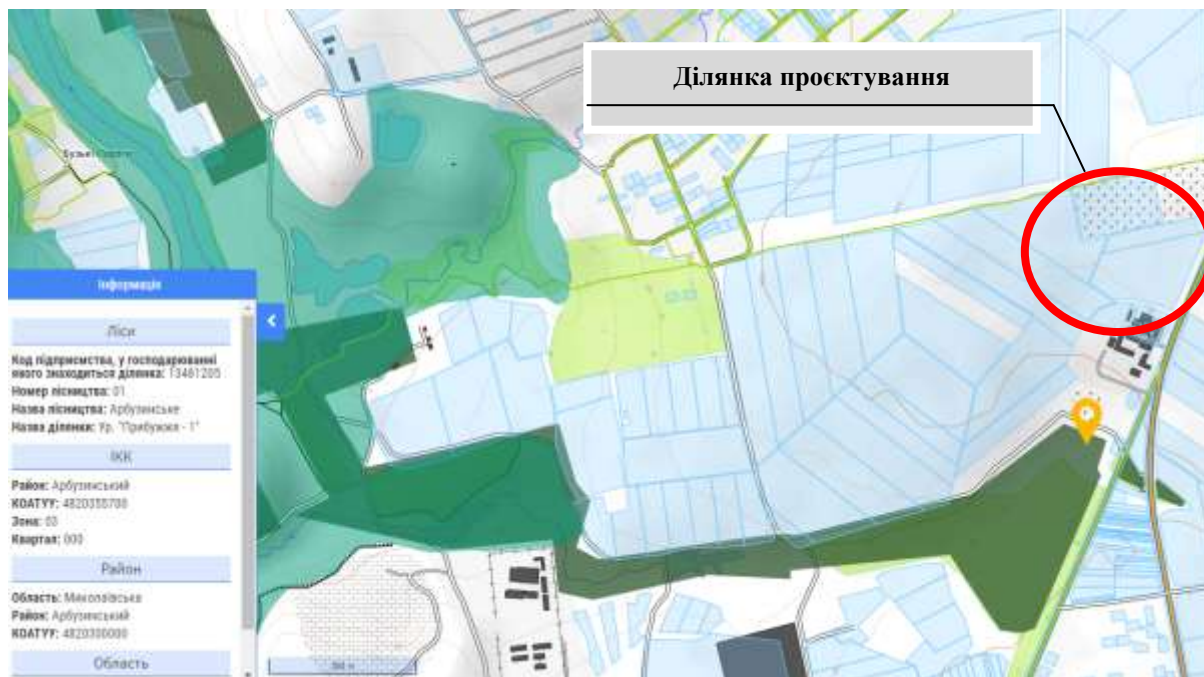 Ділянка проєктування
Інформація
Ліси
Код підприємства, у господарюванні
якого знаходиться ділянка: 13461205
Номер лісництва: 01
Назва лісництва: Арбузинське
Назва ділянки: Ур. "Прибужжя - 1"
ІКК
Район: Арбузинський
КОАТУУ: 4820355700
Зона: 03
Квартал: 000
Район
Область: Миколаївська
Район: Арбузинський
КОАТУУ: 4820300000
Область